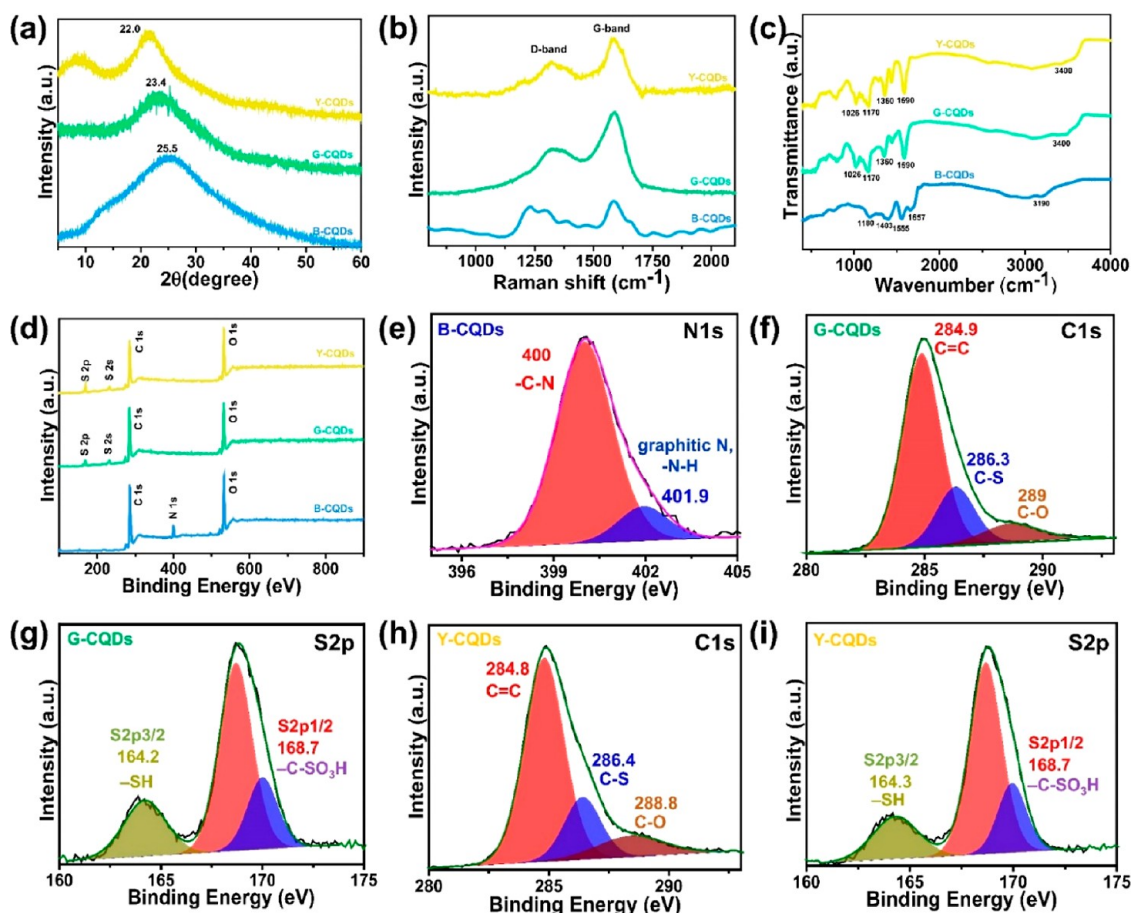 (a)
22.0
Y-CQDs
23.4
G-CQDs
25.5
B-CQDs
Intensity (a.u.)
10 20 30 40 50 60
2θ(degree)
(b)
G-band
D-band
Y-CQDs
G-CQDs
B-CQDs
Intensity (a.u.)
1000 1250 1500 1750 2000
Raman shift (cm-1)
(c)
Y-CQDs
3400
1026 1170 1360 1690
G-CQDs
3400
1026 1170 1360 1690
B-CQDs
3190
1180 1403 1555 1657
Transmittance (a.u.)
1000 2000 3000 4000
Wavenumber (cm-1)
(d)
S 2p S 2s C 1s O 1s
Y-CQDs
S 2p S 2s C 1s O 1s
G-CQDs
C 1s N 1s O 1s
B-CQDs
Intensity (a.u.)
200 400 600 800
Binding Energy (eV)
(e)
B-CQDs N1s
400
-C-N
graphitic N,
-N-H
401.9
Intensity (a.u.)
396 399 402 405
Binding Energy (eV)
(f)
G-CQDs C1s
284.9
C=C
286.3
C-S
289
C-O
Intensity (a.u.)
280 285 290
Binding Energy (eV)
(g)
G-CQDs S2p
S2p3/2
164.2
–SH
S2p1/2
168.7
–C-SO3H
Intensity (a.u.)
160 165 170 175
Binding Energy (eV)
(h)
Y-CQDs C1s
284.8
C=C
286.4
C-S
288.8
C-O
Intensity (a.u.)
280 285 290
Binding Energy (eV)
(i)
Y-CQDs S2p
S2p3/2
164.3
–SH
S2p1/2
168.7
–C-SO3H
Intensity (a.u.)
160 165 170 175
Binding Energy (eV)